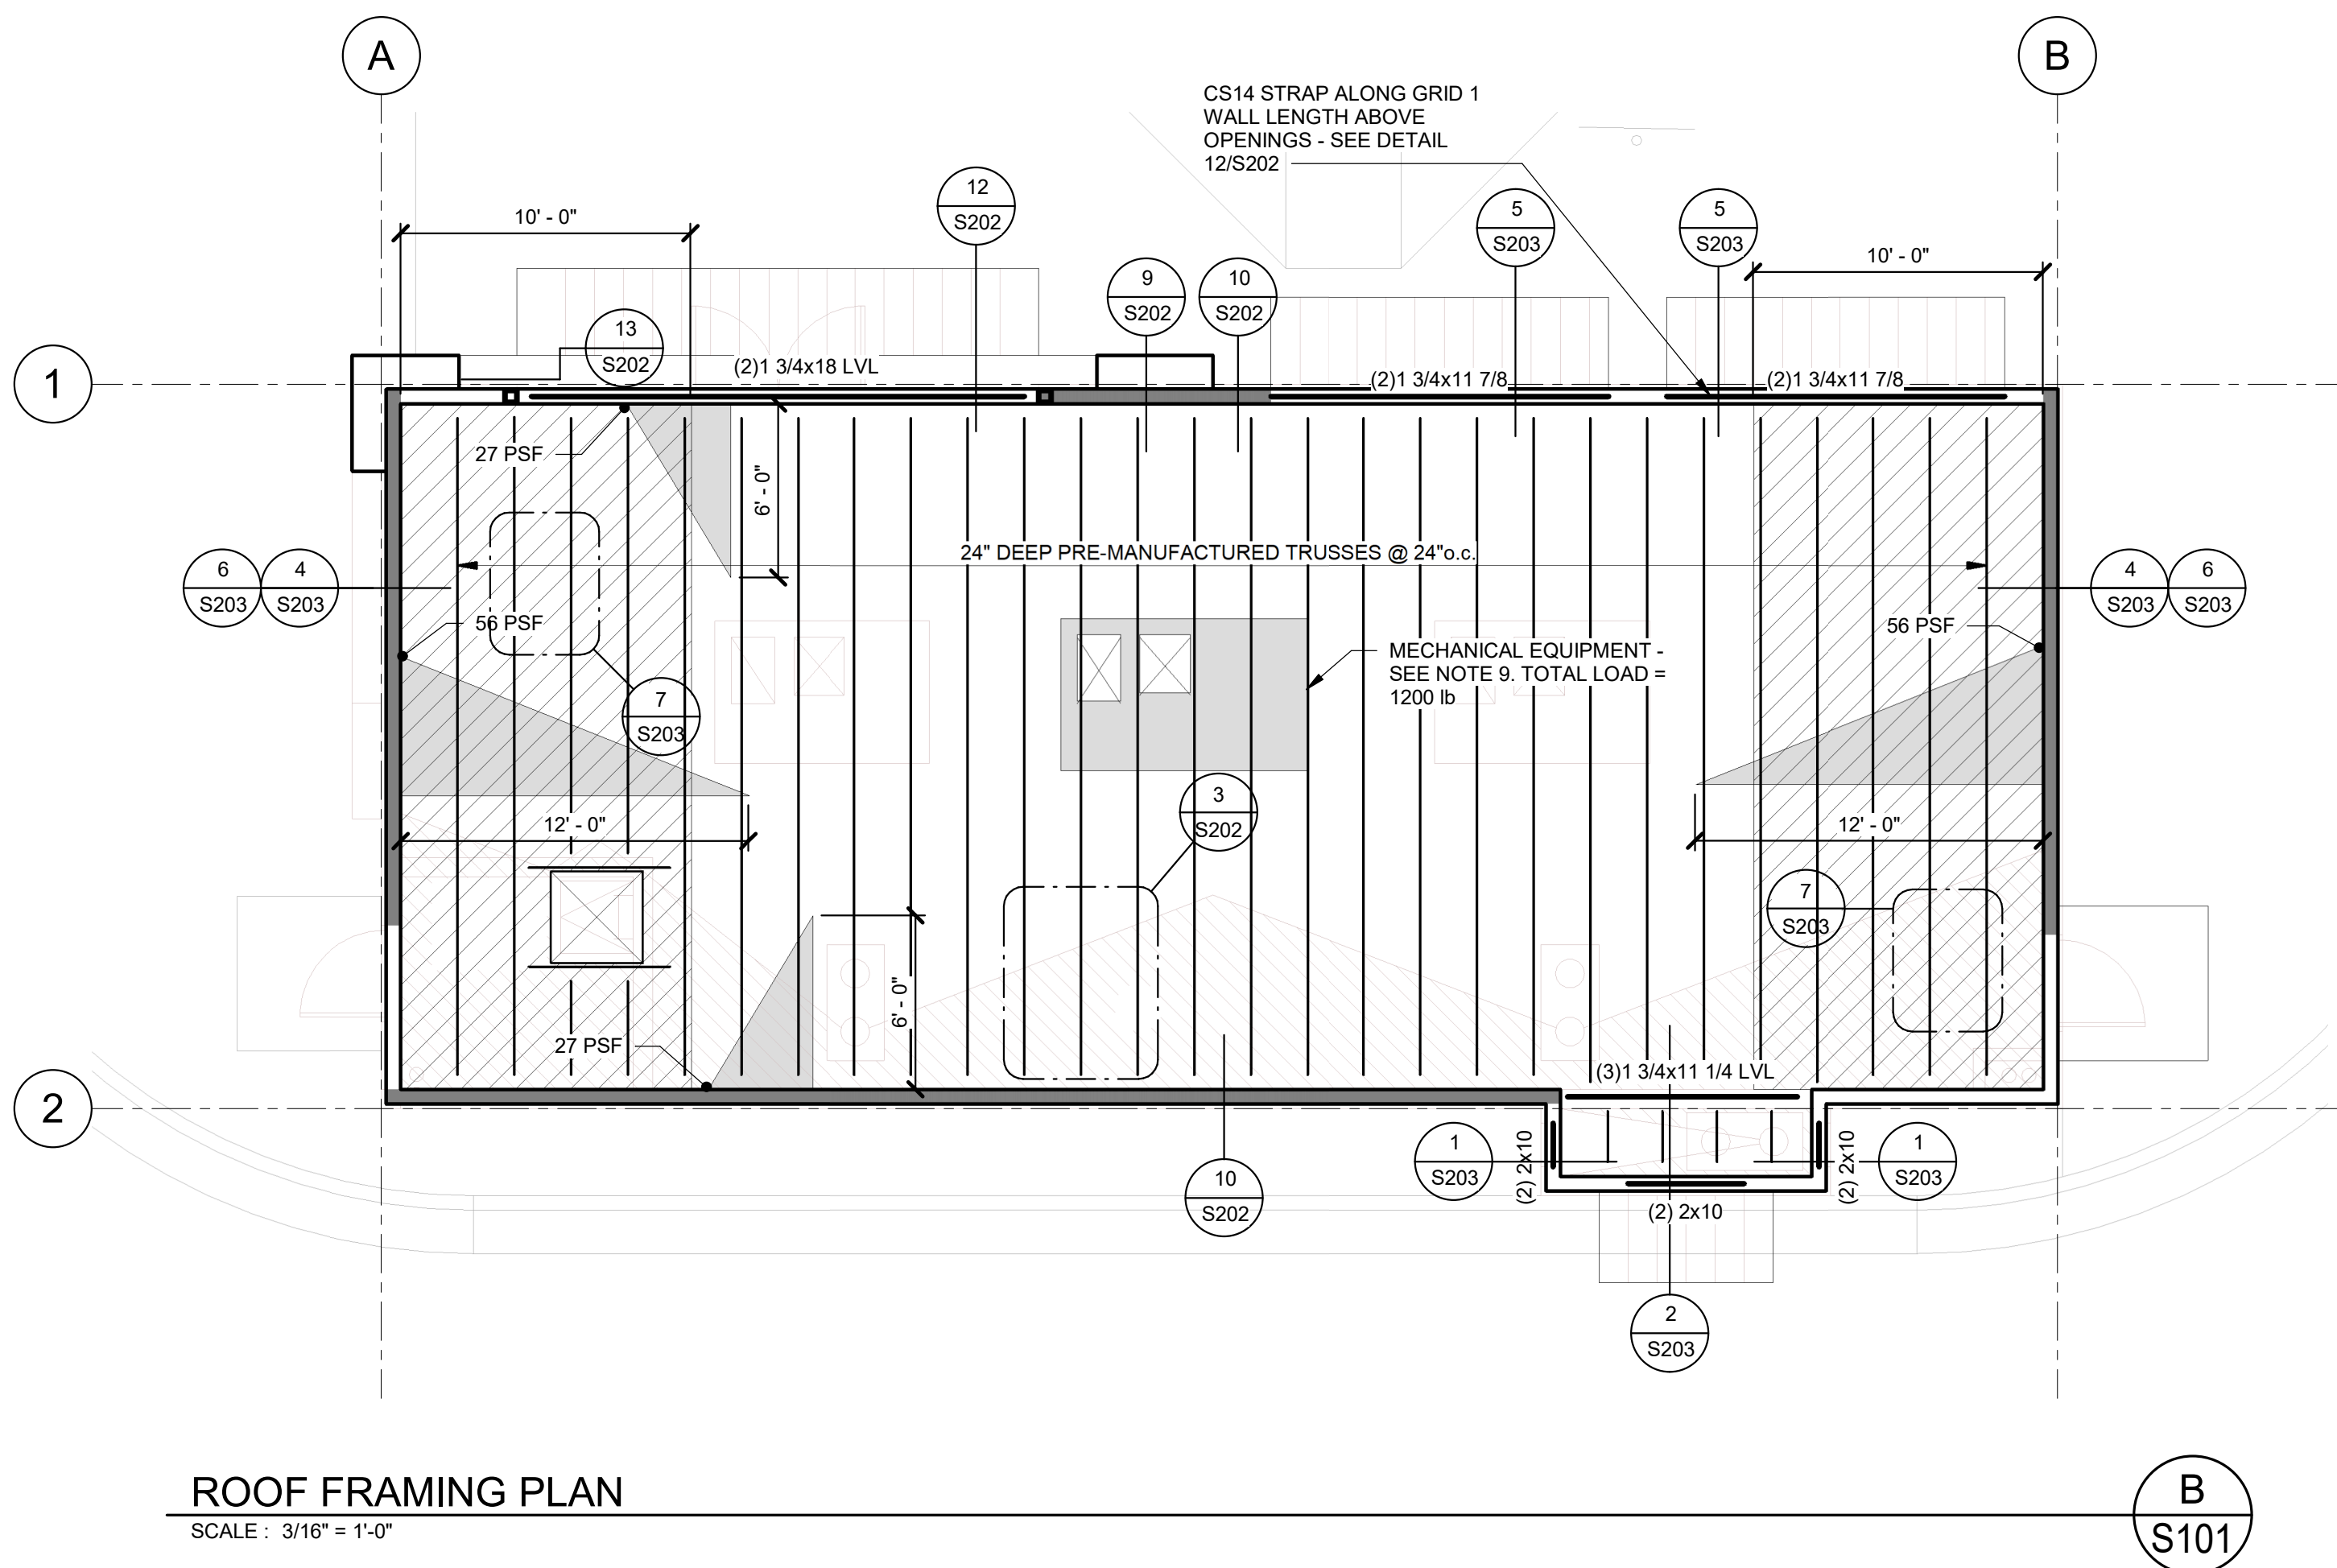 A
B
CS14 STRAP ALONG GRID 1
WALL LENGTH ABOVE
OPENINGS - SEE DETAIL
12/S202
12
S202
5
S203
5
S203
10' - 0"
10' - 0"
9
S202
10
S202
13
S202
1
(2)1 3/4x18 LVL
(2)1 3/4x11 7/8
(2)1 3/4x11 7/8
27 PSF
6' - 0"
24" DEEP PRE-MANUFACTURED TRUSSES @ 24"o.c.
6
S203
4
S203
4
S203
6
S203
56 PSF
56 PSF
MECHANICAL EQUIPMENT -
SEE NOTE 9. TOTAL LOAD =
1200 lb
7
S203
3
S202
12' - 0"
12' - 0"
7
S203
6' - 0"
27 PSF
(3)1 3/4x11 1/4 LVL
2
1
S203
(2) 2x10
(2) 2x10
1
S203
10
S202
(2) 2x10
2
S203
ROOF FRAMING PLAN
SCALE : 3/16" = 1'-0"
B
S101